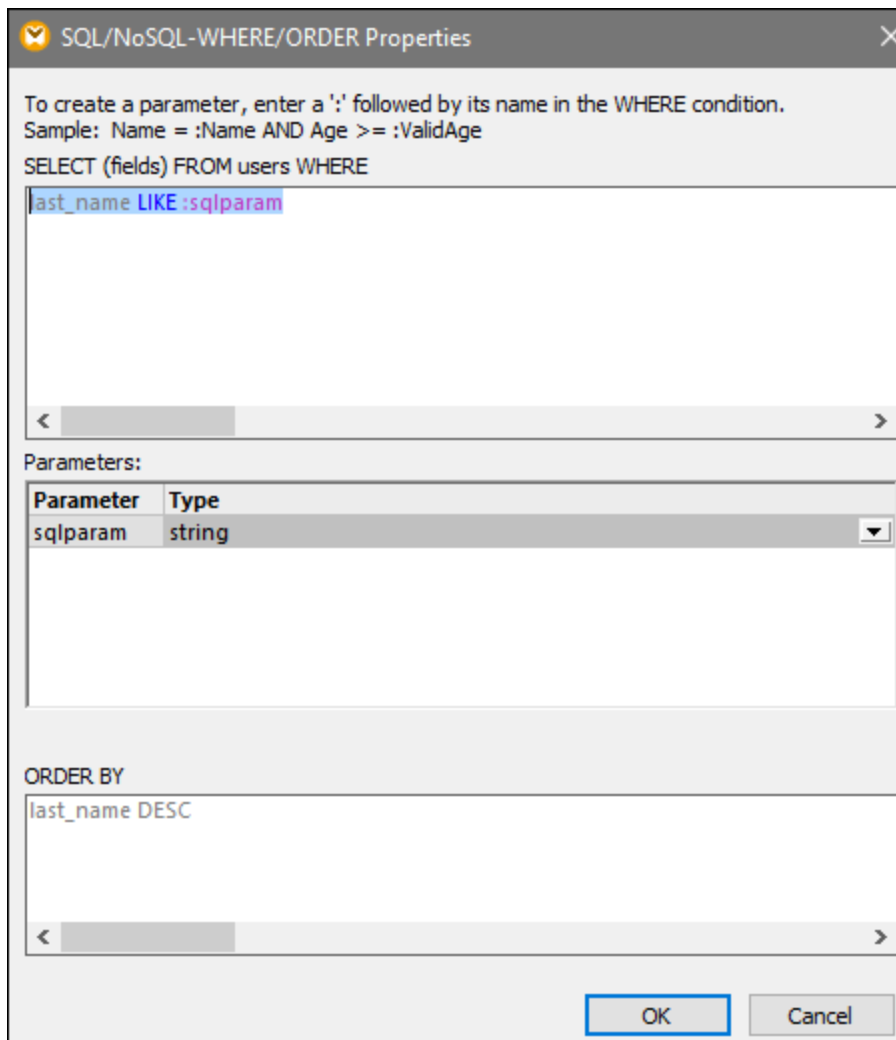 SQL/NoSQL-WHERE/ORDER Properties
To create a parameter, enter a ':' followed by its name in the WHERE condition.
Sample:  Name = :Name AND Age >= :ValidAge
SELECT (fields) FROM users WHERE
last_name LIKE :sqlparam
Parameters:
Parameter Type
sqlparam string
ORDER BY
last_name DESC
OK Cancel